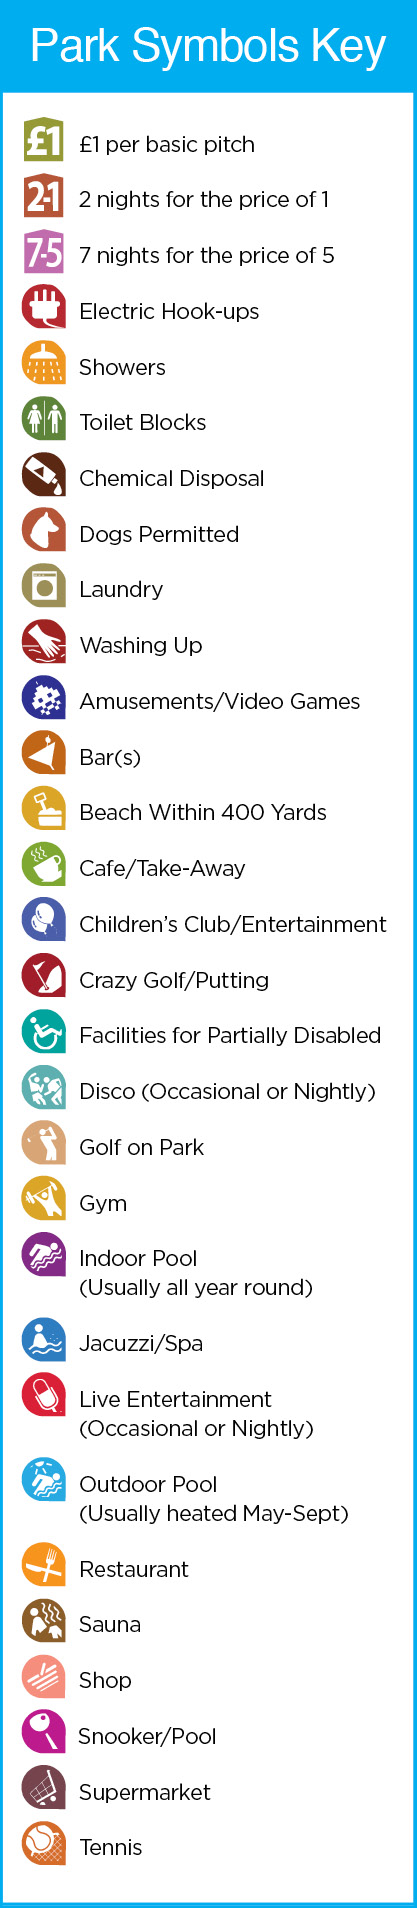 Park Symbols Key
£1 £1 per basic pitch
2-1 2 nights for the price of 1
7-5 7 nights for the price of 5
Electric Hook-ups
Showers
Toilet Blocks
Chemical Disposal
Dogs Permitted
Laundry
Washing Up
Amusements/Video Games
Bar(s)
Beach Within 400 Yards
Cafe/Take-Away
Children’s Club/Entertainment
Crazy Golf/Putting
Facilities for Partially Disabled
Disco (Occasional or Nightly)
Golf on Park
Gym
Indoor Pool
(Usually all year round)
Jacuzzi/Spa
Live Entertainment
(Occasional or Nightly)
Outdoor Pool
(Usually heated May-Sept)
Restaurant
Sauna
Shop
Snooker/Pool
Supermarket
Tennis